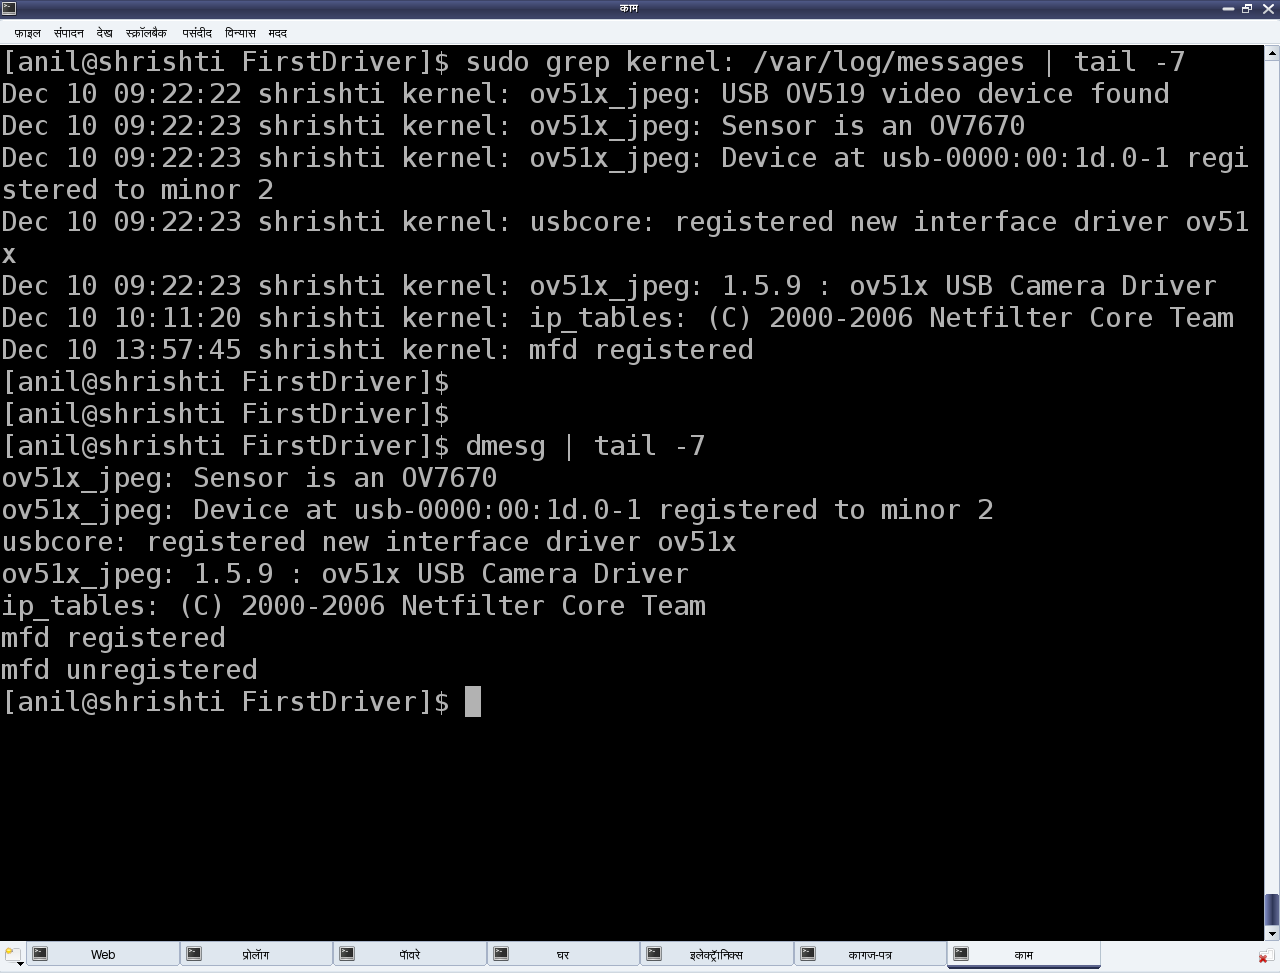 काम
फ़ाइल संपादन देख स्क्रॉलबैक पसंदीद विन्यास मदद
[anil@shrishti FirstDriver]$ sudo grep kernel: /var/log/messages | tail -7
Dec 10 09:22:22 shrishti kernel: ov51x_jpeg: USB OV519 video device found
Dec 10 09:22:23 shrishti kernel: ov51x_jpeg: Sensor is an OV7670
Dec 10 09:22:23 shrishti kernel: ov51x_jpeg: Device at usb-0000:00:1d.0-1 regi
stered to minor 2
Dec 10 09:22:23 shrishti kernel: usbcore: registered new interface driver ov51
x
Dec 10 09:22:23 shrishti kernel: ov51x_jpeg: 1.5.9 : ov51x USB Camera Driver
Dec 10 10:11:20 shrishti kernel: ip_tables: (C) 2000-2006 Netfilter Core Team
Dec 10 13:57:45 shrishti kernel: mfd registered
[anil@shrishti FirstDriver]$
[anil@shrishti FirstDriver]$
[anil@shrishti FirstDriver]$ dmesg | tail -7
ov51x_jpeg: Sensor is an OV7670
ov51x_jpeg: Device at usb-0000:00:1d.0-1 registered to minor 2
usbcore: registered new interface driver ov51x
ov51x_jpeg: 1.5.9 : ov51x USB Camera Driver
ip_tables: (C) 2000-2006 Netfilter Core Team
mfd registered
mfd unregistered
[anil@shrishti FirstDriver]$
Web प्रोलॅाग पॅावरे घर इलेक्ट्रॅानिक्स कागज-पत्र काम